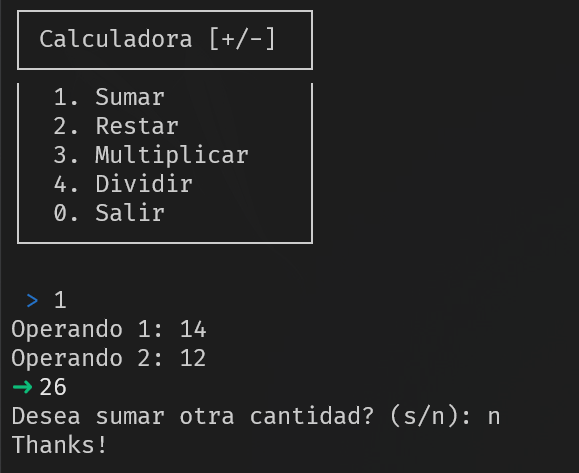 Calculadora [+/-]
1. Sumar
2. Restar
3. Multiplicar
4. Dividir
0. Salir
> 1
Operando 1: 14
Operando 2: 12
➜ 26
Desea sumar otra cantidad? (s/n): n
Thanks!